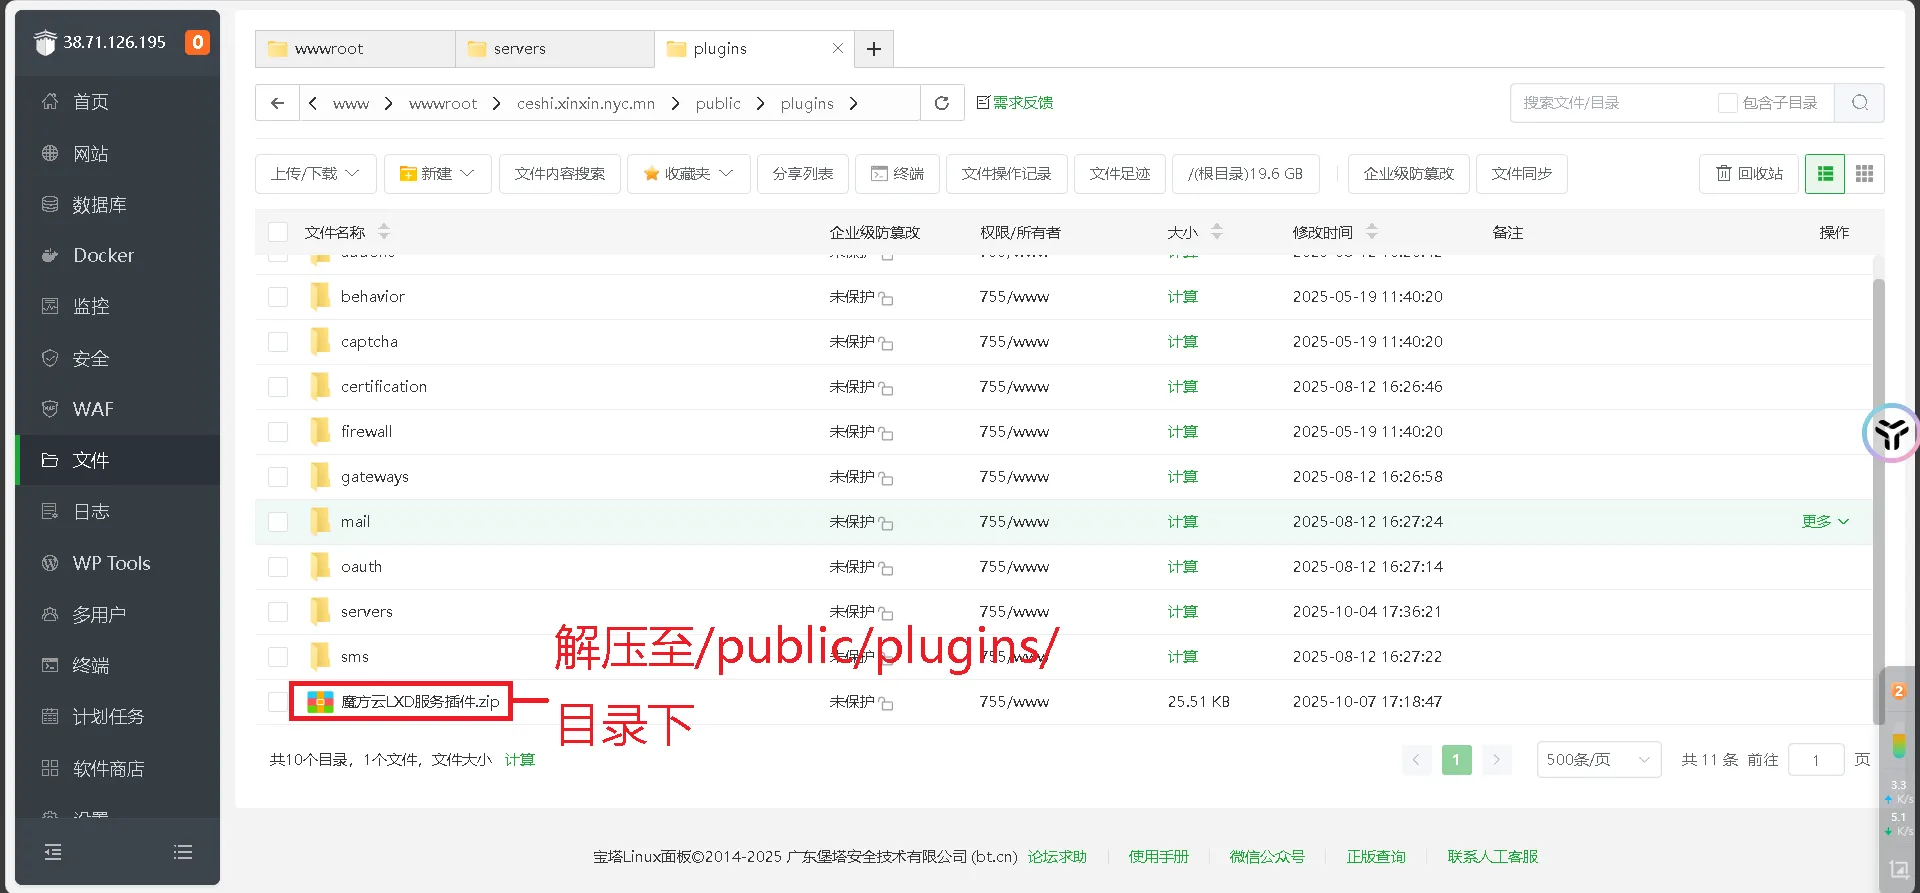 38.71.126.195
0
首页
网站
数据库
Docker
监控
安全
WAF
文件
日志
WP Tools
多用户
终端
计划任务
软件商店
设置
wwwroot
servers
plugins
www
wwwroot
ceshi.xinxin.nyc.mn
public
plugins
需求反馈
搜索文件/目录
包含子目录
上传/下载
新建
文件内容搜索
收藏夹
分享列表
终端
文件操作记录
文件足迹
/(根目录)19.6 GB
企业级防篡改
文件同步
回收站
文件名称 企业级防篡改 权限/所有者 大小 修改时间 备注 操作
behavior 未保护 755/www 计算 2025-05-19 11:40:20
captcha 未保护 755/www 计算 2025-05-19 11:40:20
certification 未保护 755/www 计算 2025-08-12 16:26:46
firewall 未保护 755/www 计算 2025-05-19 11:40:20
gateways 未保护 755/www 计算 2025-08-12 16:26:58
mail 未保护 755/www 计算 2025-08-12 16:27:24 更多
oauth 未保护 755/www 计算 2025-08-12 16:27:14
servers 未保护 755/www 计算 2025-10-04 17:36:21
sms 未保护 755/www 计算 2025-08-12 16:27:22
魔方云LXD服务插件.zip 未保护 25.51 KB 2025-10-07 17:18:47
解压至/public/plugins/
目录下
共10个目录，1个文件，文件大小 计算
1
500条/页
共 11 条 前往 1 页
宝塔Linux面板©2014-2025 广东堡塔安全技术有限公司 (bt.cn) 论坛求助 使用手册 微信公众号 正版查询 联系人工客服
2
3.3
K/s
5.1
K/s